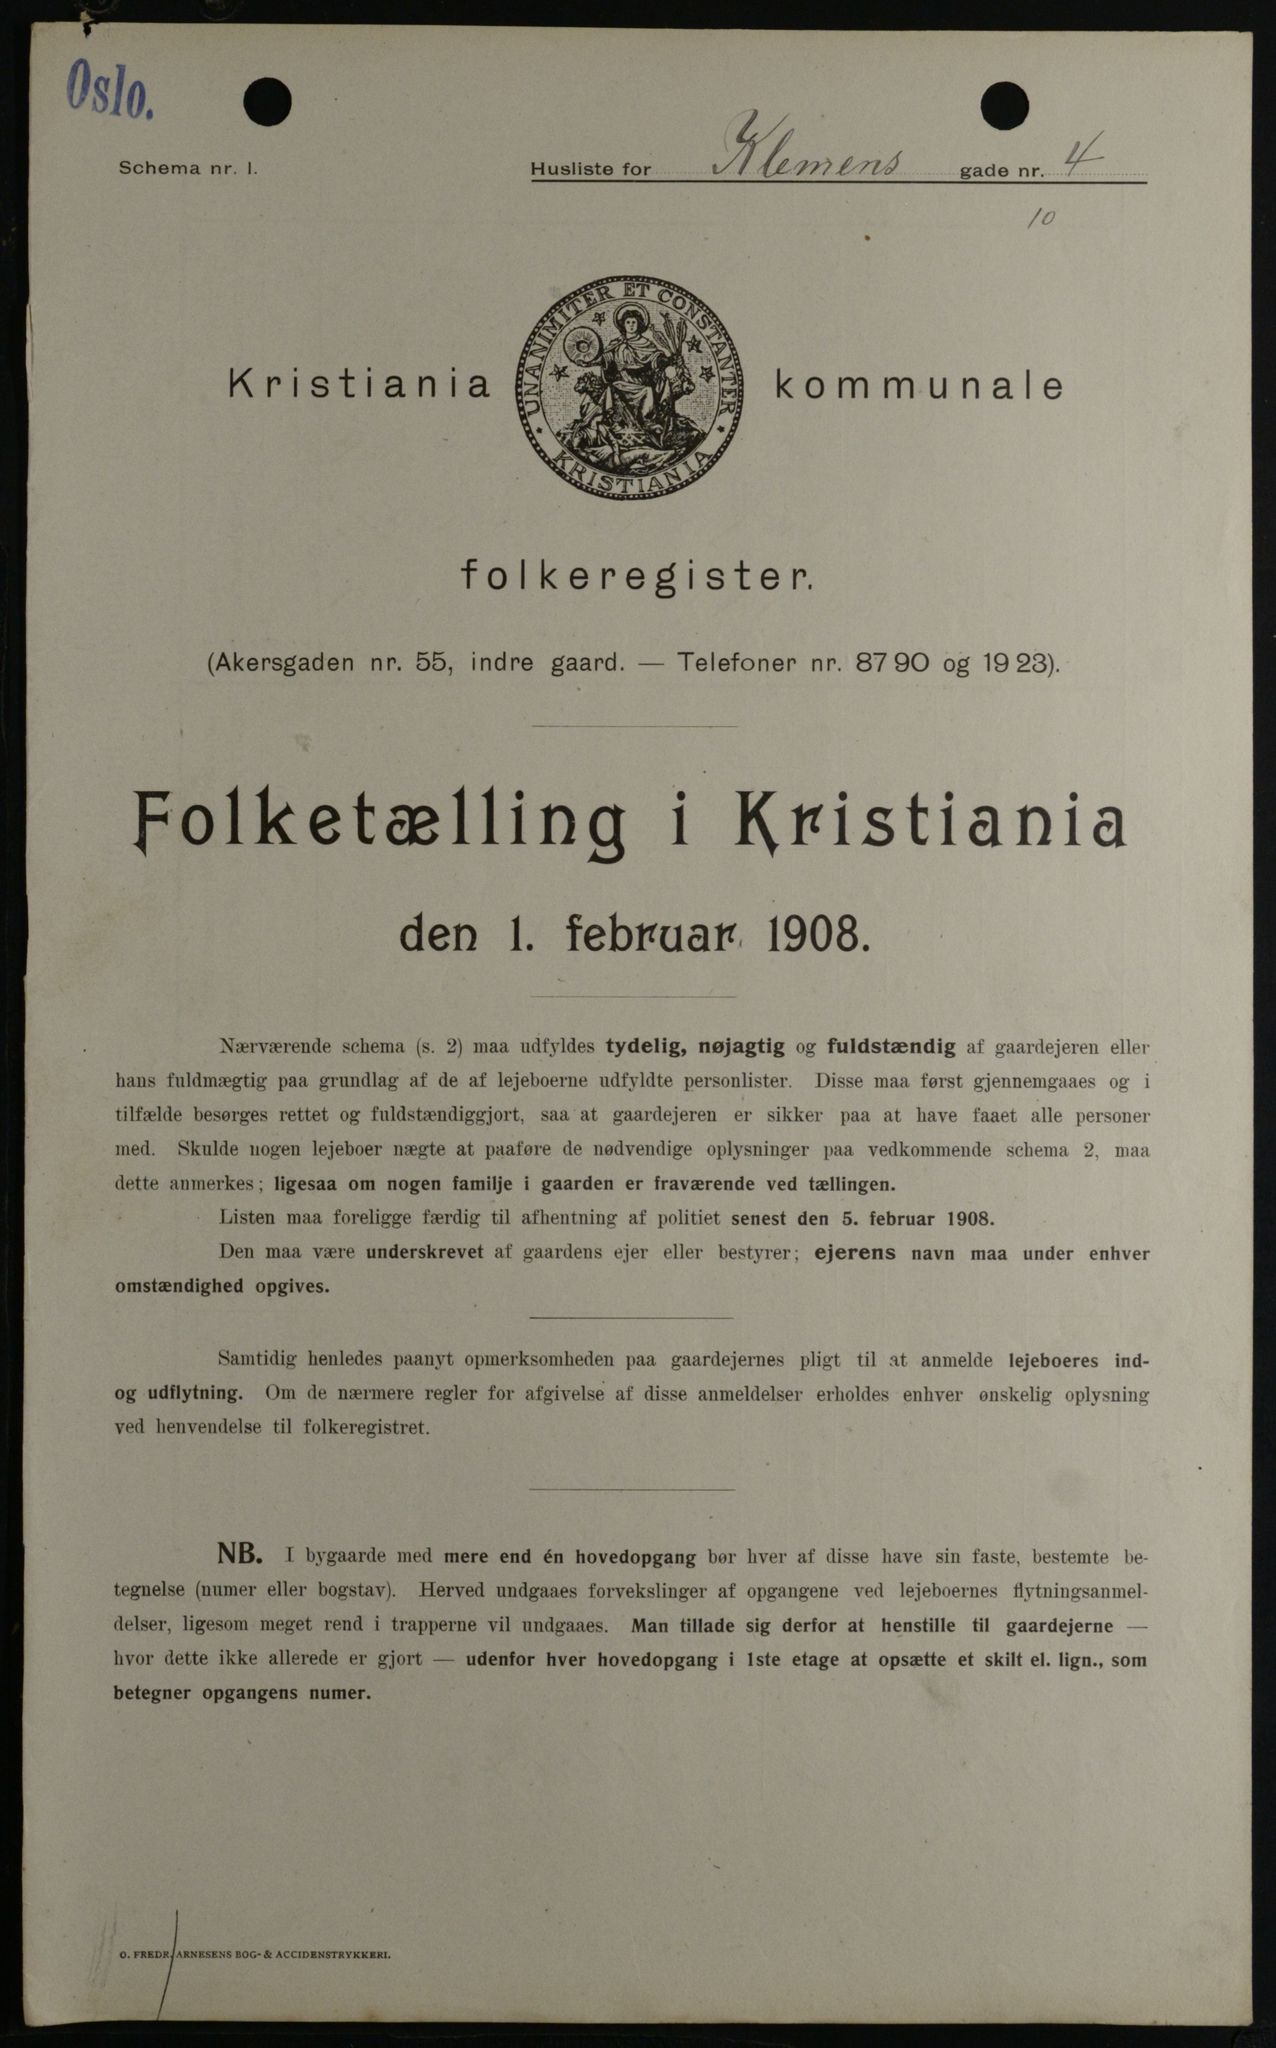 Oslo.
Schema nr. 1.
Husliste for Klemens gade nr. 4
10
UNANIMITER ET CONSTANTER
KRISTIANIA
Kristiania kommunale
folkeregister.
(Akersgaden nr. 55, indre gaard. — Telefoner nr. 87 90 og 19 23).
Folketælling i Kristiania
den 1. februar 1908.
Nærværende schema (s. 2) maa udfyldes tydelig, nøjagtig og fuldstændig af gaardejeren eller
hans fuldmægtig paa grundlag af de af lejeboerne udfyldte personlister. Disse maa først gjennemgaaes og i
tilfælde besørges rettet og fuldstændiggjort, saa at gaardejeren er sikker paa at have faaet alle personer
med. Skulde nogen lejeboer nægte at paaføre de nødvendige oplysninger paa vedkommende schema 2, maa
dette anmerkes; ligesaa om nogen familje i gaarden er fraværende ved tællingen.
Listen maa foreligge færdig til afhentning af politiet senest den 5. februar 1908.
Den maa være underskrevet af gaardens ejer eller bestyrer; ejerens navn maa under enhver
omstændighed opgives.
Samtidig henledes paanyt opmerksomheden paa gaardejernes pligt til at anmelde lejeboeres ind-
og udflytning. Om de nærmere regler for afgivelse af disse anmeldelser erholdes enhver ønskelig oplysning
ved henvendelse til folkeregistret.
NB. I bygaarde med mere end én hovedopgang bør hver af disse have sin faste, bestemte be-
tegnelse (numer eller bogstav). Herved undgaaes forvekslinger af opgangene ved lejeboernes flytningsanmel-
delser, ligesom meget rend i trapperne vil undgaaes. Man tillade sig derfor at henstille til gaardejerne —
hvor dette ikke allerede er gjort — udenfor hver hovedopgang i 1ste etage at opsætte et skilt el. lign., som
betegner opgangens numer.
O. FREDR. ARNESENS BOG- & ACCIDENSTRYKKERI.